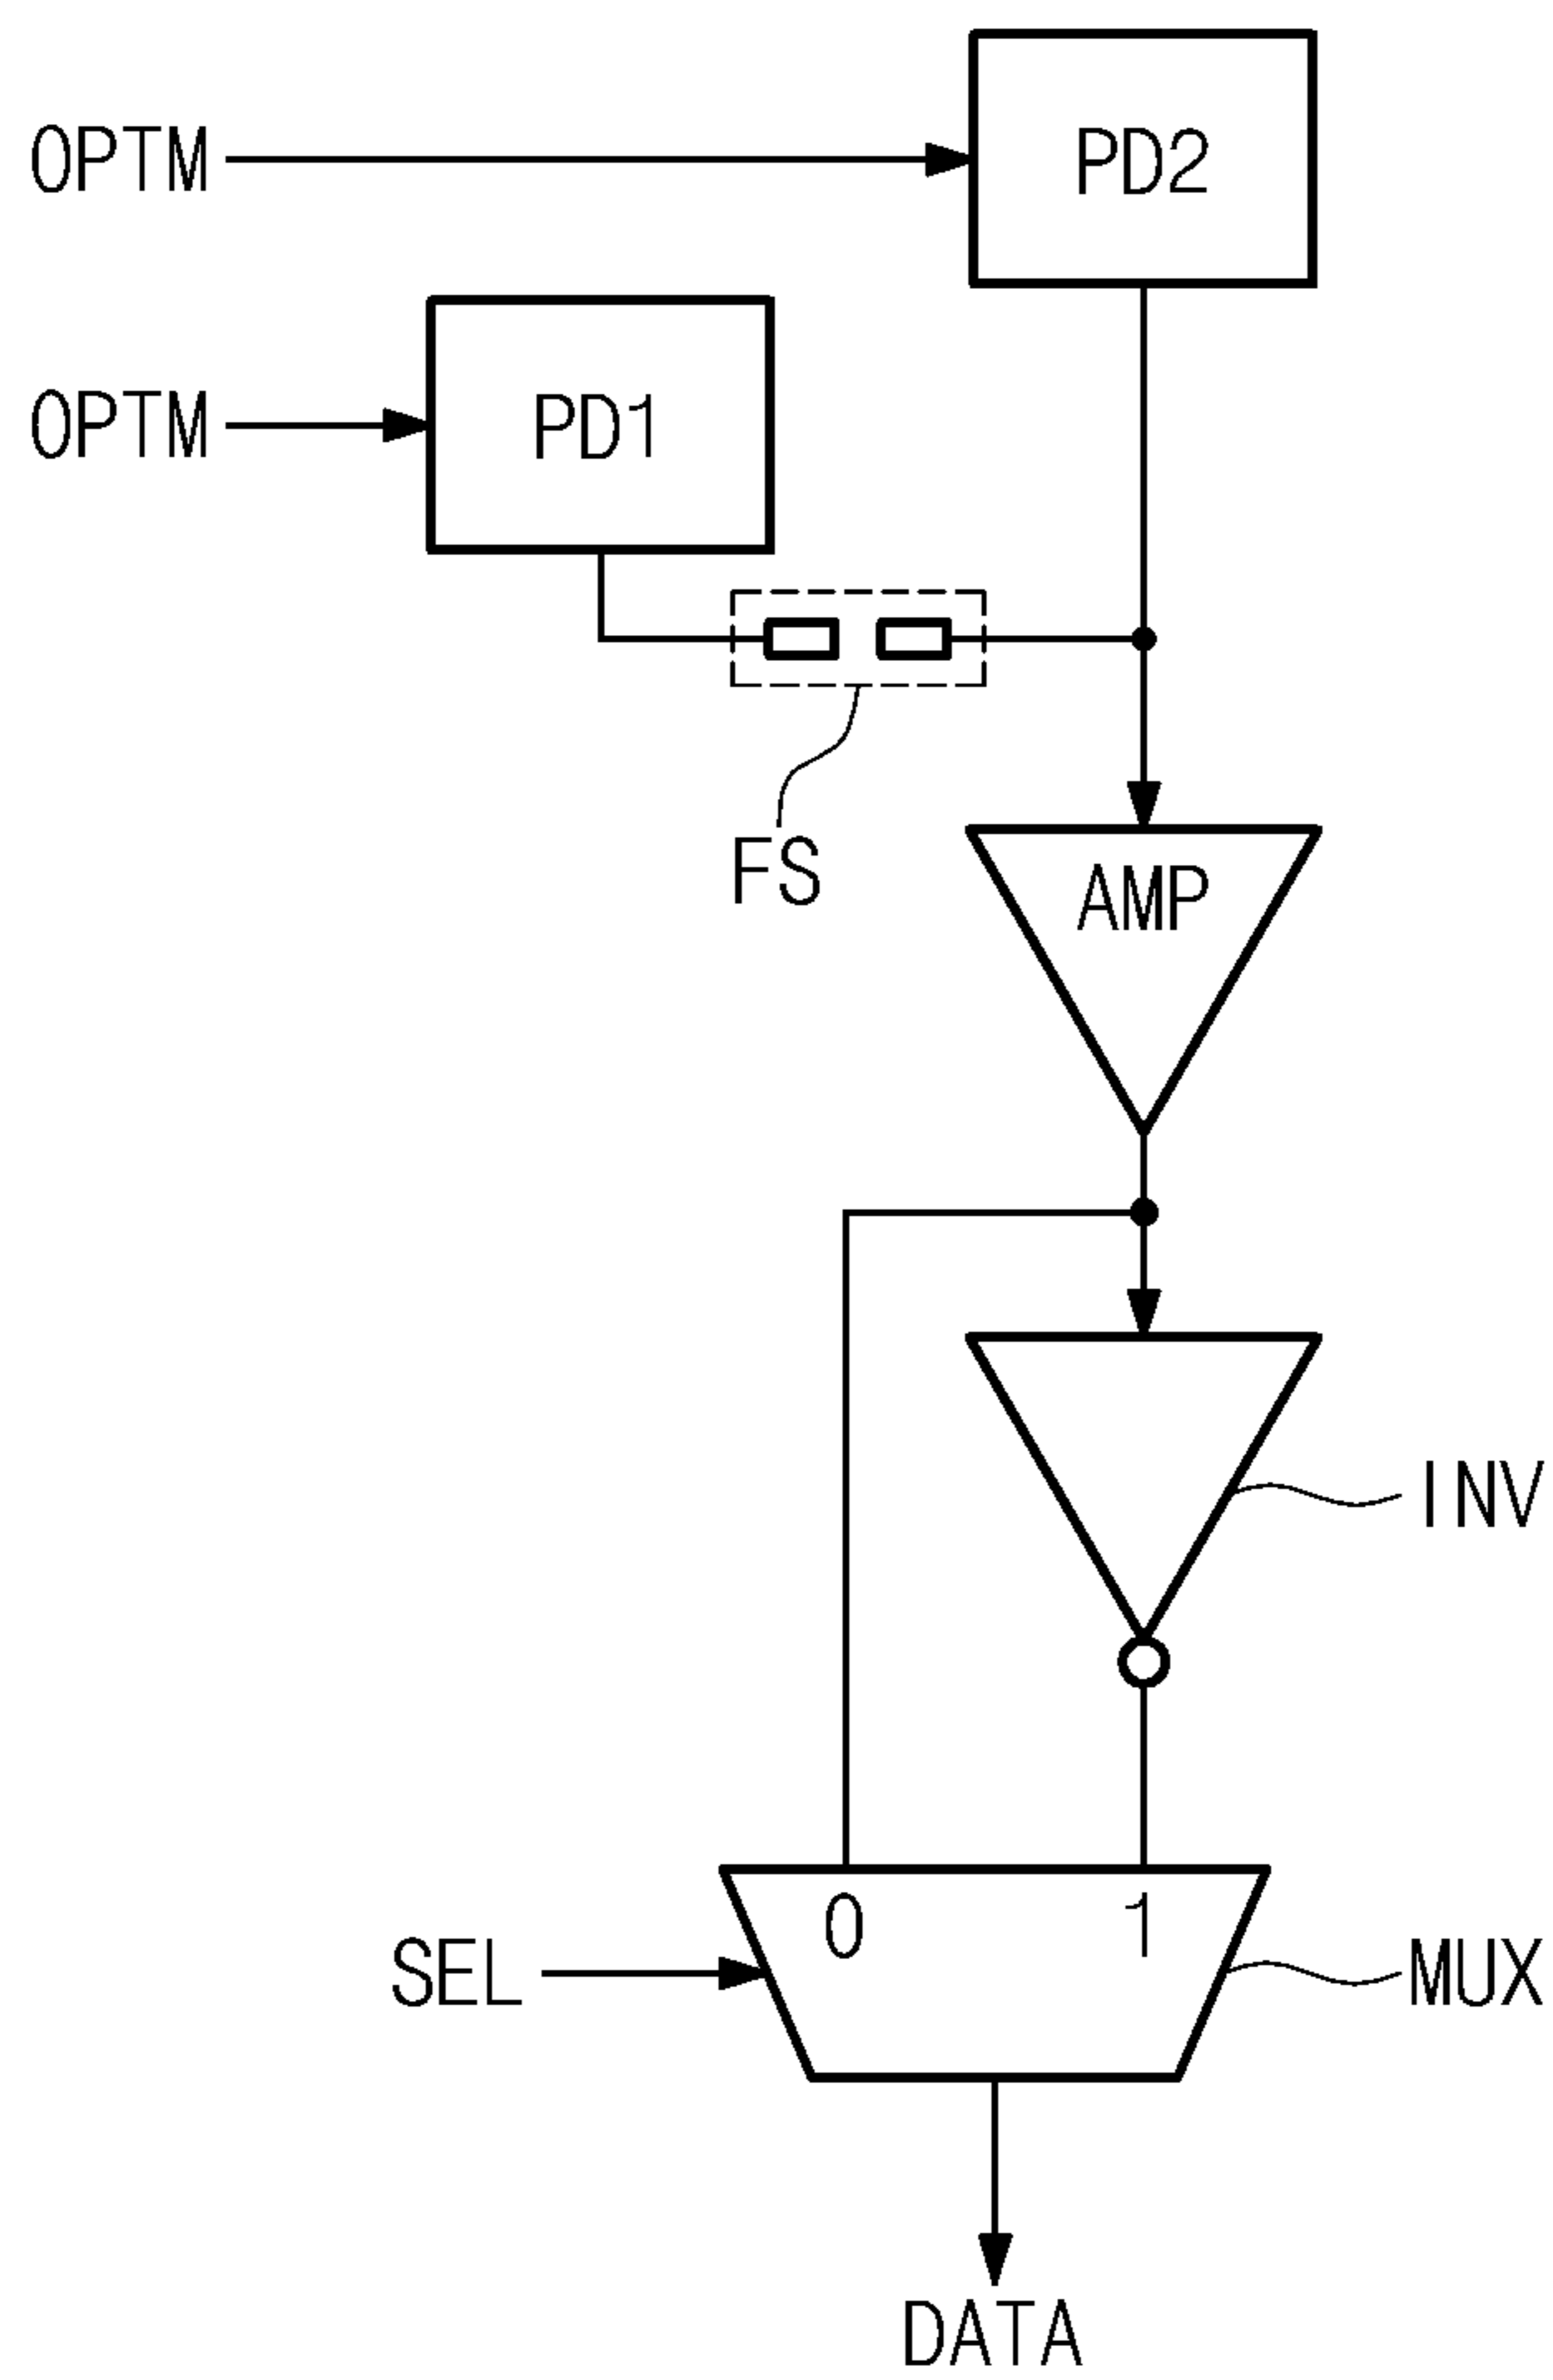 OPTM
PD2
OPTM
PD1
FS
AMP
INV
0
1
SEL
MUX
DATA